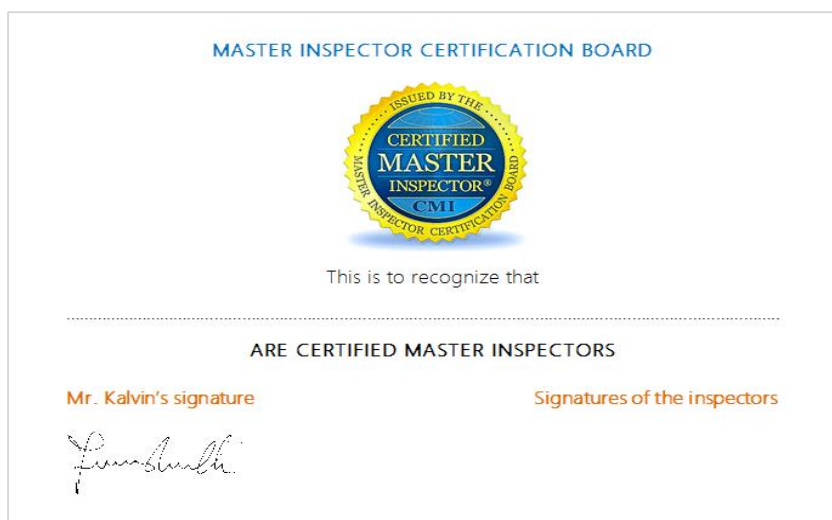 MASTER INSPECTOR CERTIFICATION BOARD
ISSUED BY THE
CERTIFIED
MASTER
INSPECTOR®
CMI
MASTER INSPECTOR CERTIFICATION BOARD
This is to recognize that
ARE CERTIFIED MASTER INSPECTORS
Mr. Kalvin's signature
Signatures of the inspectors